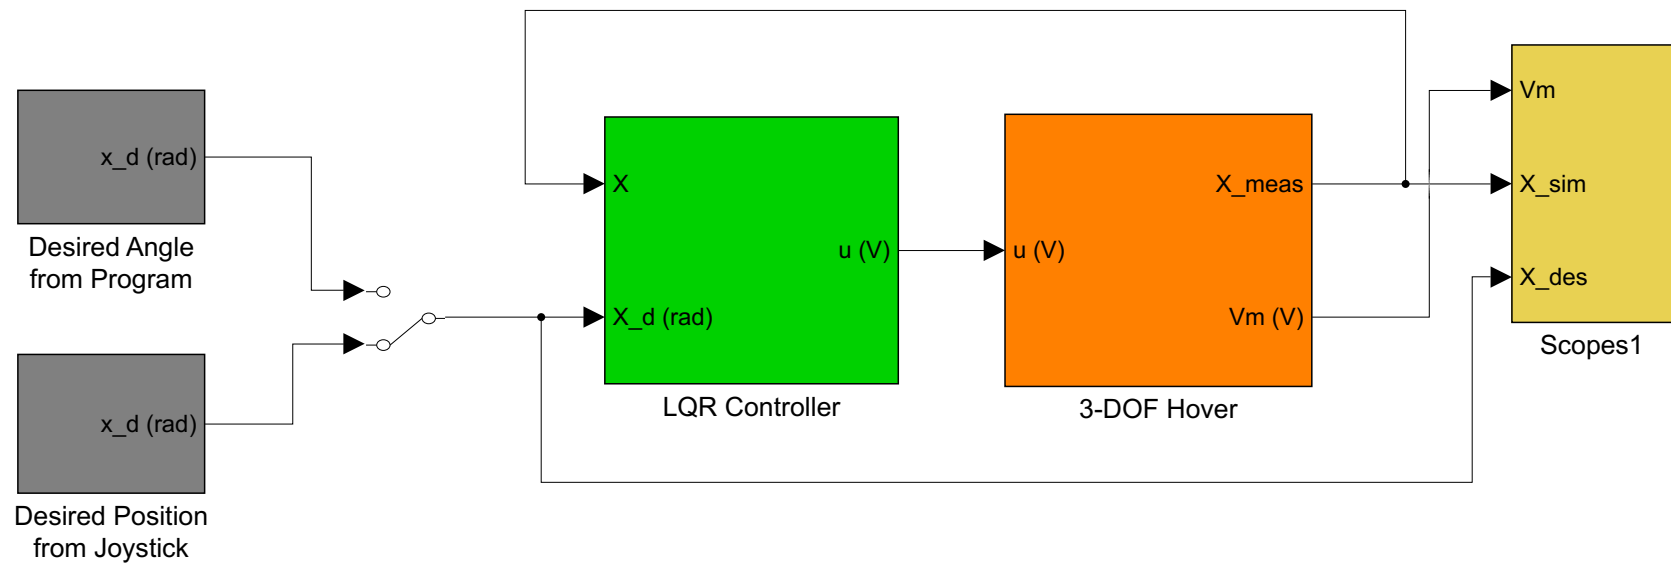 x_d (rad)
Desired Angle
from Program
x_d (rad)
Desired Position
from Joystick
X
u (V)
X_d (rad)
LQR Controller
X_meas
u (V)
Vm (V)
3-DOF Hover
Vm
X_sim
X_des
Scopes1